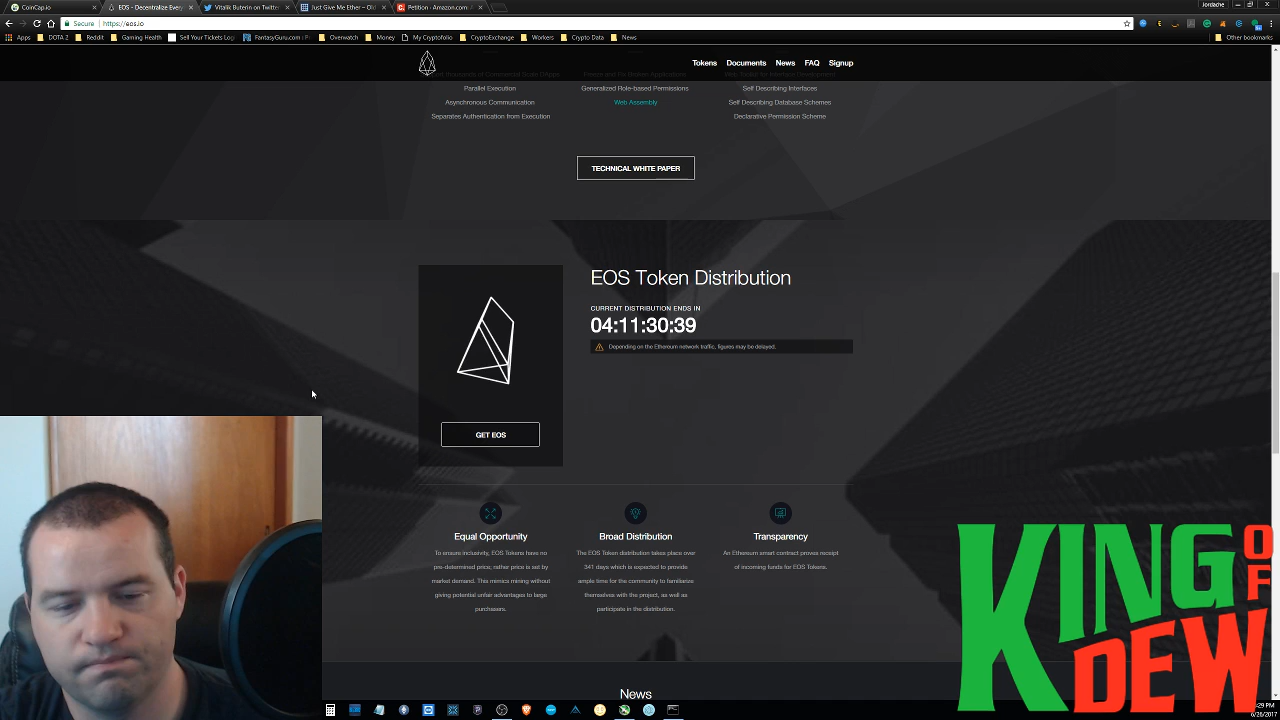 CoinCap.io
EOS - Decentralize Every
Vitalik Buterin on Twitter
Just Give Me Ether – Old
Petition · Amazon.com:
Jordache
Secure
https://eos.io
Apps
DOTA 2
Reddit
Gaming Health
Sell Your Tickets Log
FantasyGuru.com
Overwatch
Money
My Cryptofolio
CryptoExchange
Workers
Crypto Data
News
Other bookmarks
Tokens
Documents
News
FAQ
Signup
Parallel Execution
Generalized Role-based Permissions
Self Describing Interfaces
Asynchronous Communication
Web Assembly
Self Describing Database Schemes
Separates Authentication from Execution
Declarative Permission Scheme
TECHNICAL WHITE PAPER
EOS Token Distribution
CURRENT DISTRIBUTION ENDS IN
04:11:30:39
Depending on the Ethereum network traffic, figures may be delayed.
GET EOS
Equal Opportunity
To ensure inclusivity, EOS Tokens have no
pre-determined price; rather price is set by
market demand. This mimics mining without
giving potential unfair advantages to large
purchasers.
Broad Distribution
The EOS Token distribution takes place over
341 days which is expected to provide
ample time for the community to familiarize
themselves with the project, as well as
participate in the distribution.
Transparency
An Ethereum smart contract proves receipt
of incoming funds for EOS Tokens.
News
KING OF
DEW
6/26/2017